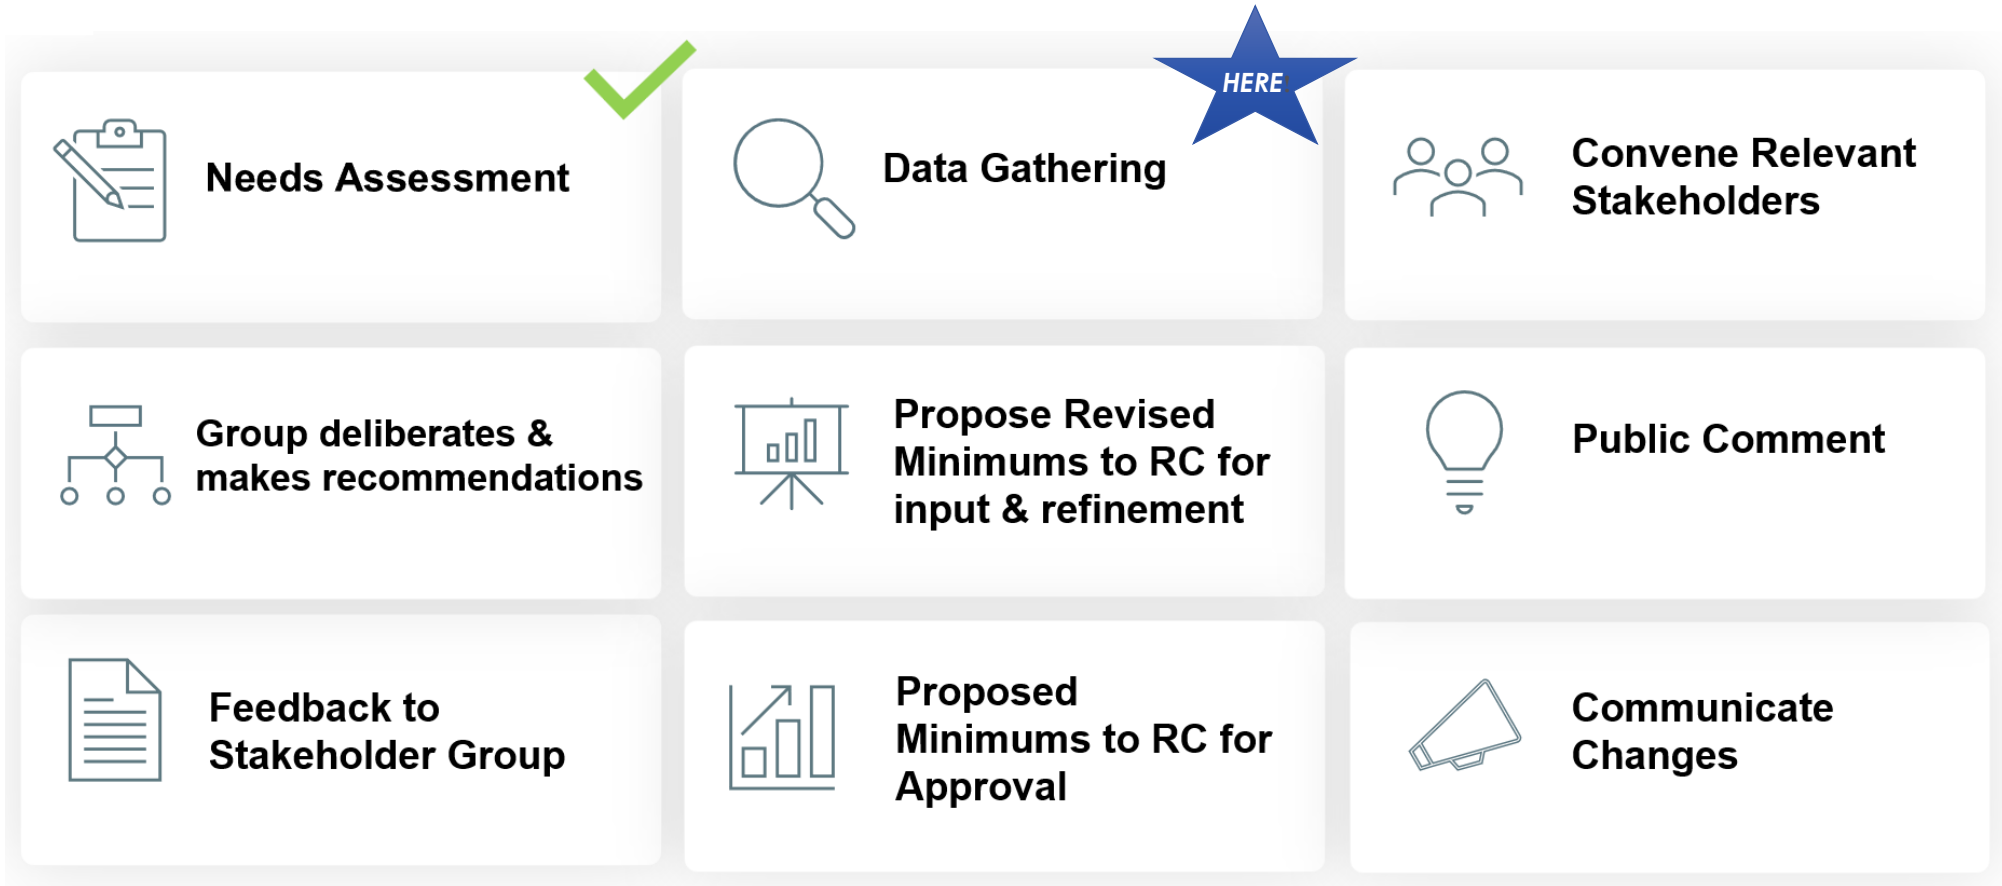 HERE
Needs Assessment
Data Gathering
Convene Relevant
Stakeholders
Group deliberates &
makes recommendations
Propose Revised
Minimums to RC for
input & refinement
Public Comment
Feedback to
Stakeholder Group
Proposed
Minimums to RC for
Approval
Communicate
Changes